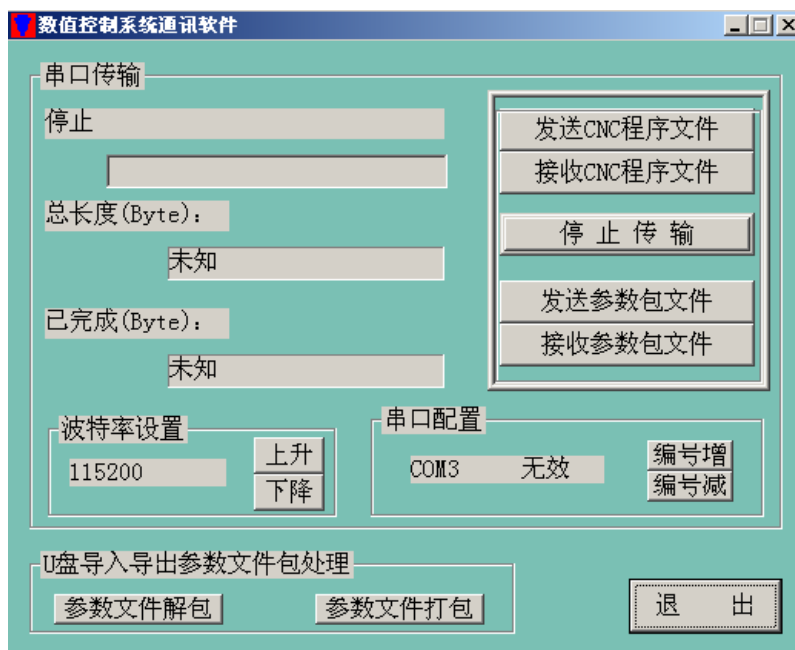 数值控制系统通讯软件
串口传输
停止
总长度(Byte):
未知
已完成(Byte):
未知
发送CNC程序文件
接收CNC程序文件
停 止 传 输
发送参数包文件
接收参数包文件
波特率设置
115200
上升
下降
串口配置
COM3 无效
编号增
编号减
U盘导入导出参数文件包处理
参数文件解包
参数文件打包
退 出